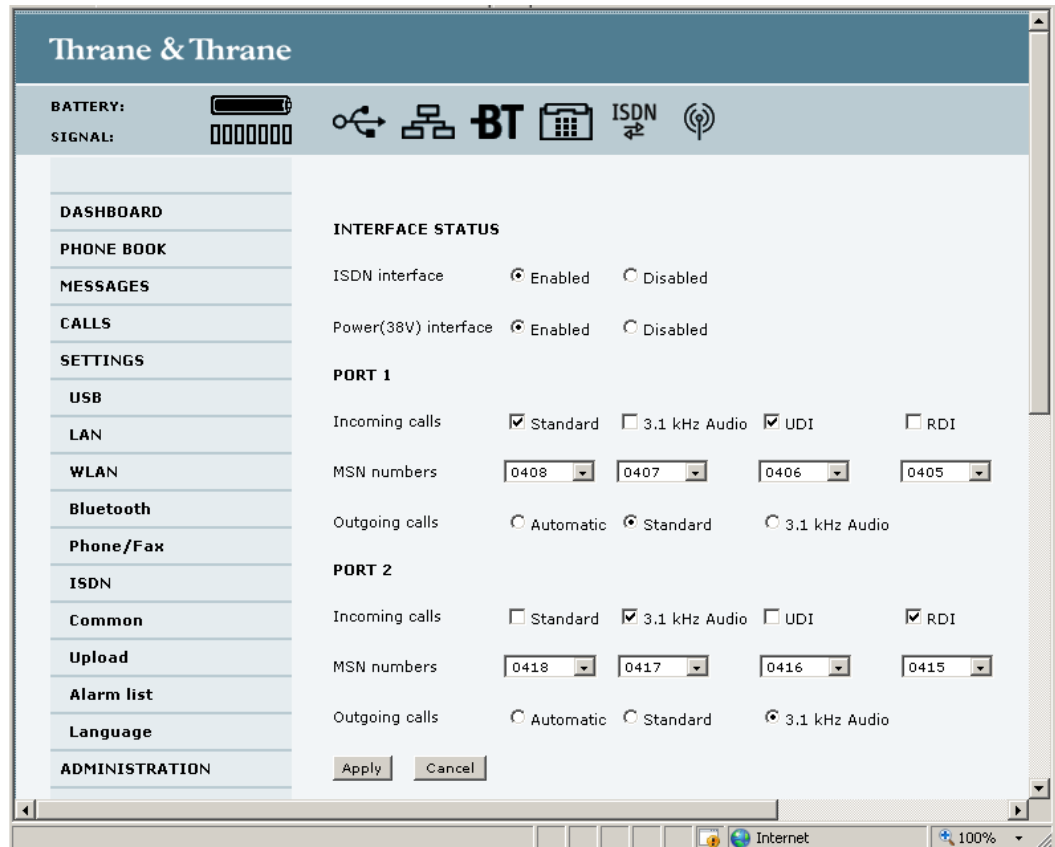 Thrane & Thrane
BATTERY:
SIGNAL:
BT
ISDN
DASHBOARD
PHONE BOOK
MESSAGES
CALLS
SETTINGS
USB
LAN
WLAN
Bluetooth
Phone/Fax
ISDN
Common
Upload
Alarm list
Language
ADMINISTRATION
INTERFACE STATUS
ISDN interface Enabled Disabled
Power(38V) interface Enabled Disabled
PORT 1
Incoming calls Standard 3.1 kHz Audio UDI RDI
MSN numbers 0408 0407 0406 0405
Outgoing calls Automatic Standard 3.1 kHz Audio
PORT 2
Incoming calls Standard 3.1 kHz Audio UDI RDI
MSN numbers 0418 0417 0416 0415
Outgoing calls Automatic Standard 3.1 kHz Audio
Apply Cancel
Internet 100%